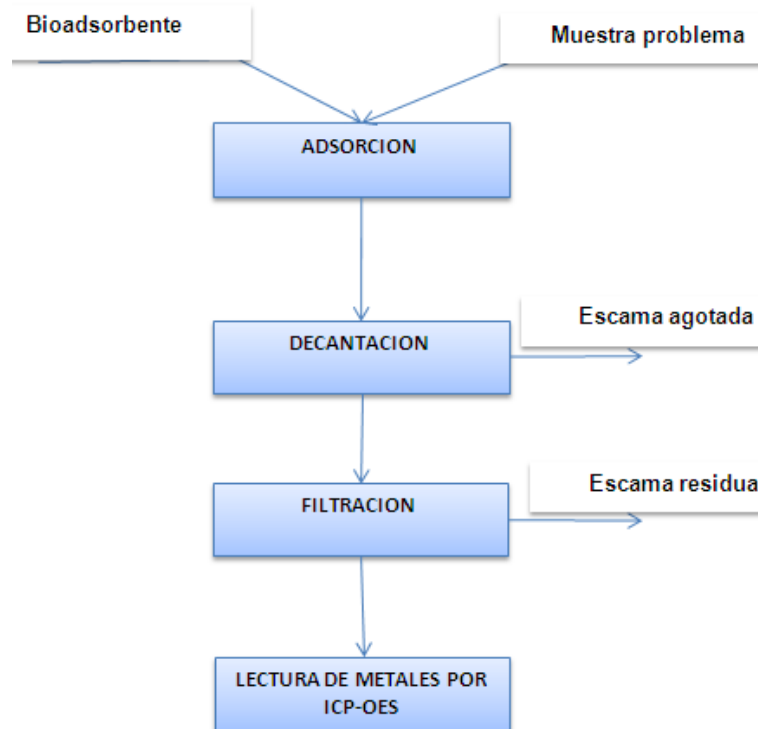 Bioadsorbente
Muestra problema
ADSORCION
DECANTACION
Escama agotada
FILTRACION
Escama residua
LECTURA DE METALES POR
ICP-OES